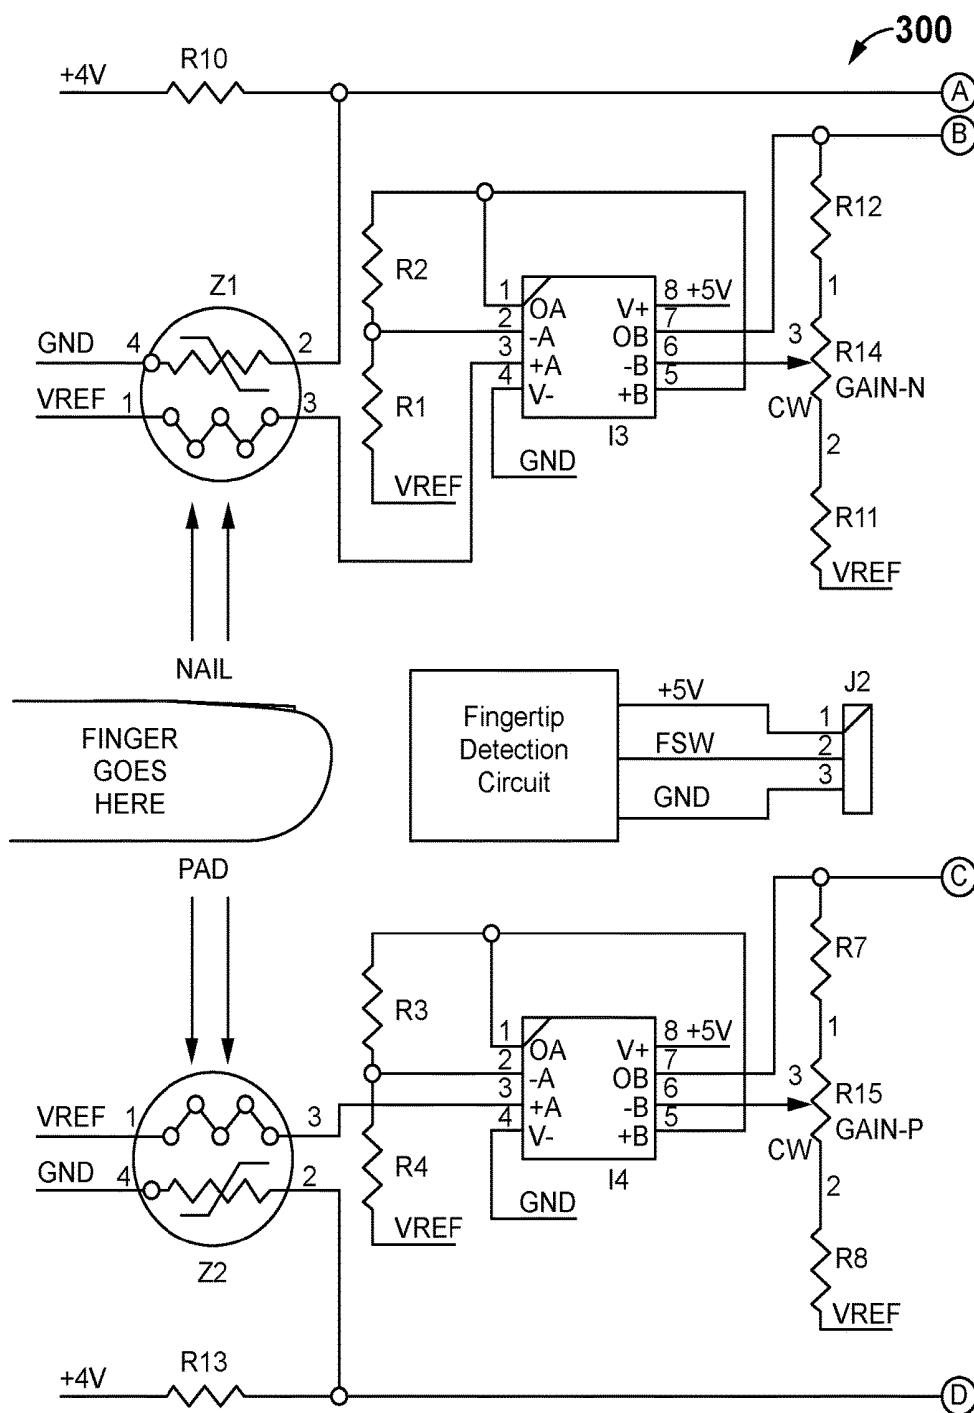 300
R10
+4V
A
B
R12
R2
Z1
1
1 OA V+ 8 +5V
2 -A OB 7
3 +A -B 6
4 V- +B 5
3
R14
GAIN-N
CW
GND 4 2
VREF 1 3
R1
I3
GND
2
VREF
R11
VREF
NAIL
FINGER
GOES
HERE
Fingertip
Detection
Circuit
+5V
FSW
GND
J2
1
2
3
PAD
C
R7
R3
1
1 OA V+ 8 +5V
2 -A OB 7
3 +A -B 6
4 V- +B 5
3
R15
GAIN-P
CW
VREF 1 3
GND 4 2
R4
I4
GND
2
VREF
Z2
R8
VREF
R13
+4V
D